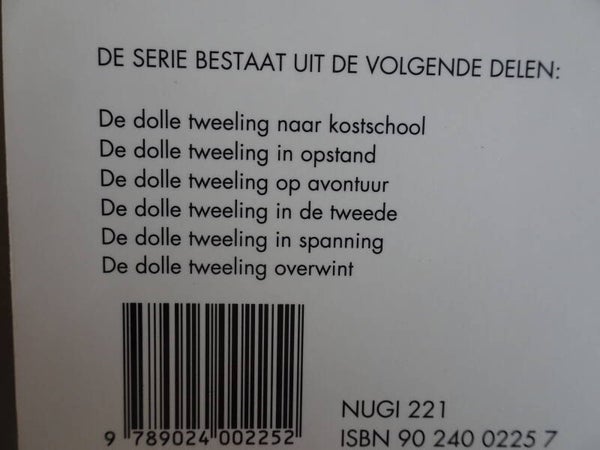 DE SERIE BESTAAT UIT DE VOLGENDE DELEN:
De dolle tweeling naar kostschool
De dolle tweeling in opstand
De dolle tweeling op avontuur
De dolle tweeling in de tweede
De dolle tweeling in spanning
De dolle tweeling overwint
NUGI 221
9 789024 002252
ISBN 90 240 0225 7